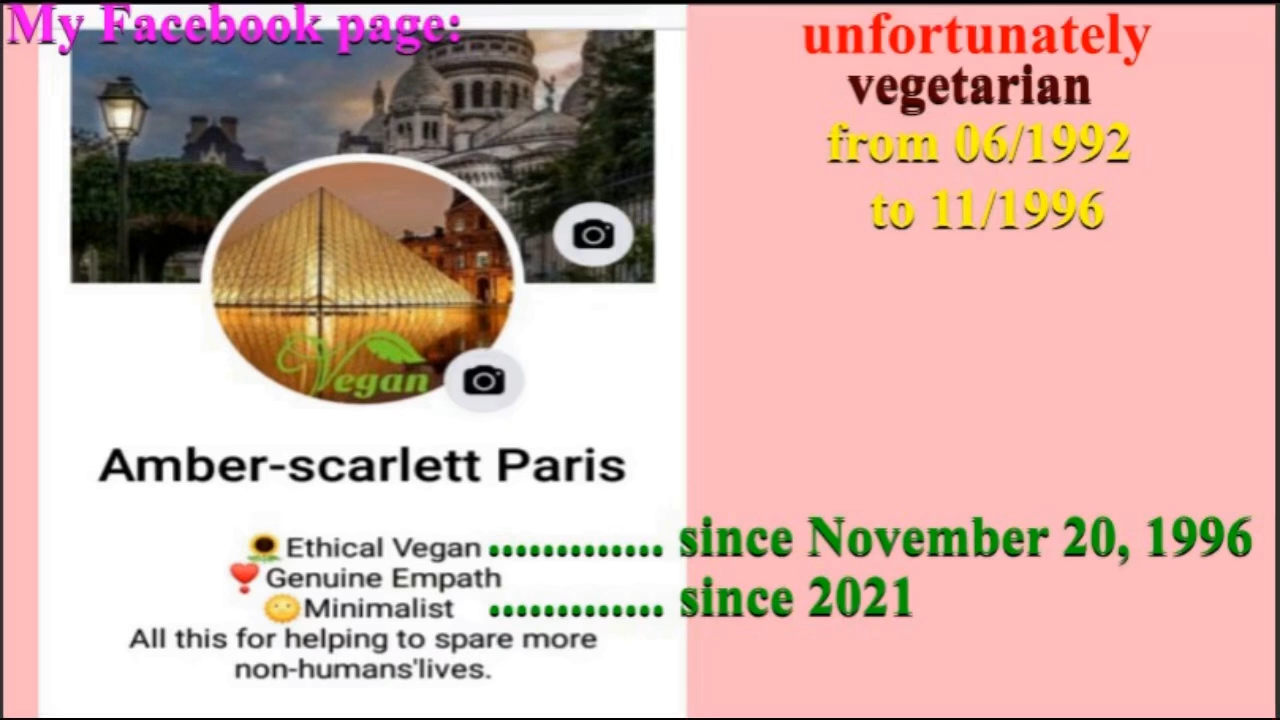 My Facebook page:
unfortunately
vegetarian
from 06/1992
to 11/1996
Vegan
Amber-scarlett Paris
Ethical Vegan ............. since November 20, 1996
Genuine Empath
Minimalist ............. since 2021
All this for helping to spare more
non-humans'lives.